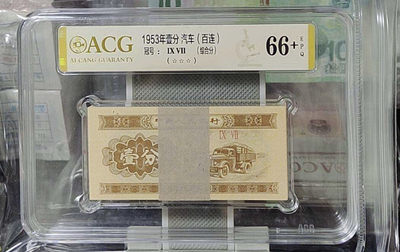 ACG
AI CANG GUARANTY
1953年壹分 汽车（百连）
冠号： IX VII （综合分）
（☆☆☆）
66+
EPQ
IX VII
壹分